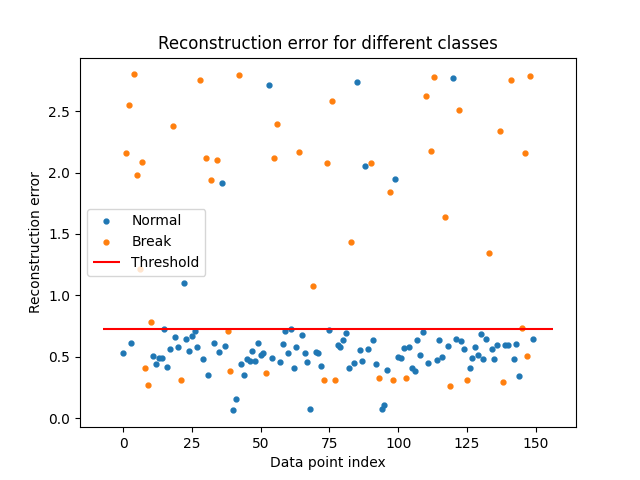 Reconstruction error for different classes
Reconstruction error
2.5
2.0
1.5
1.0
0.5
0.0
Normal
Break
Threshold
0 25 50 75 100 125 150
Data point index